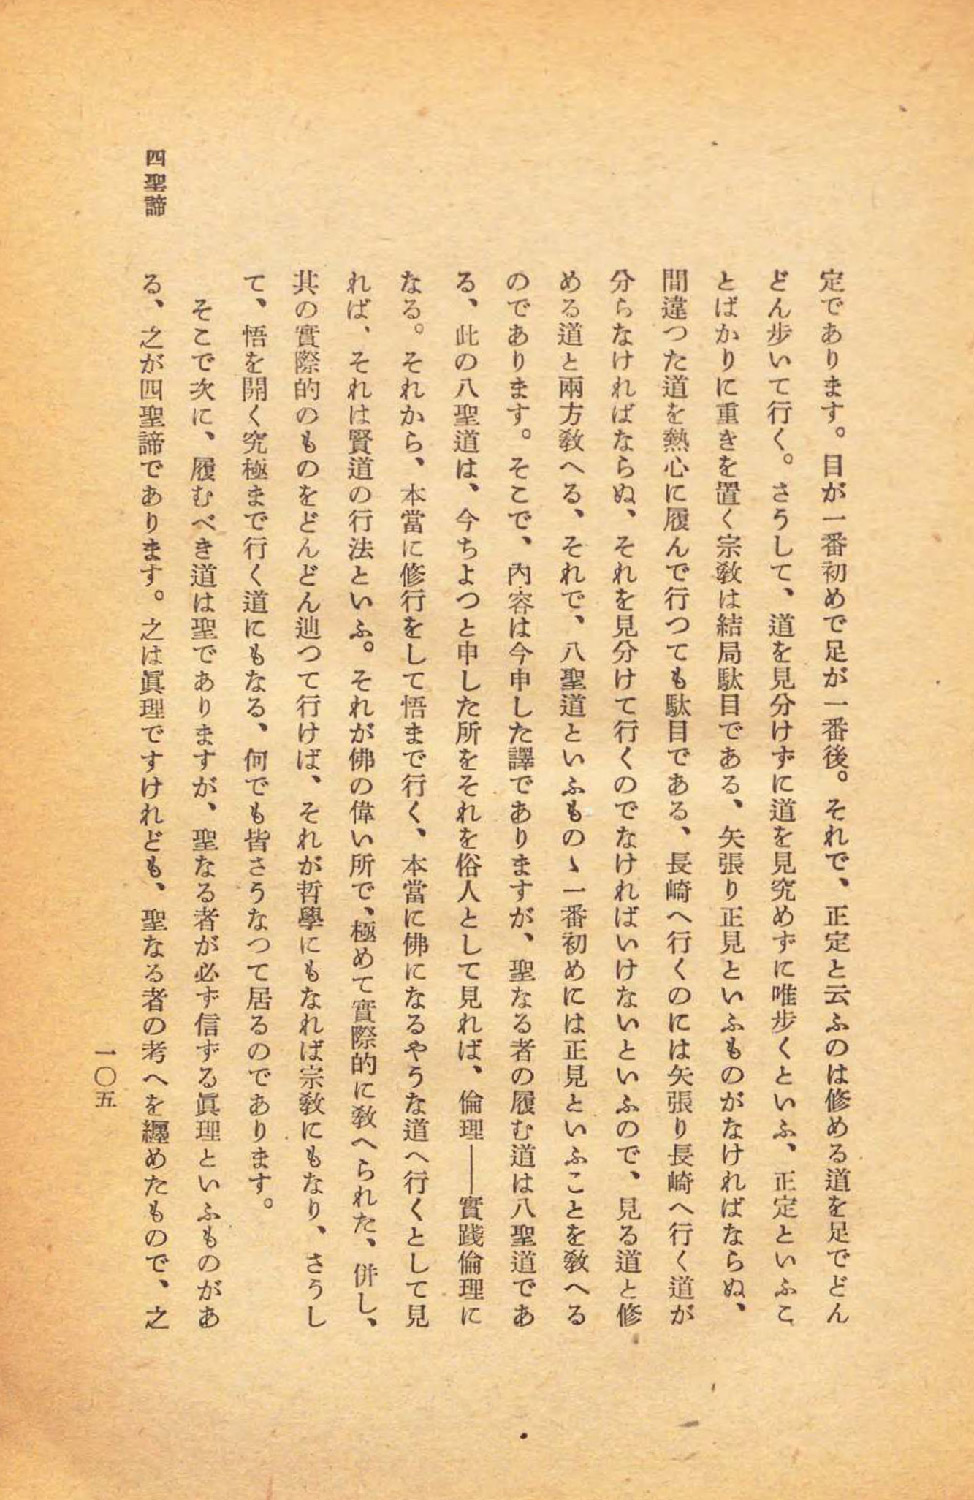 定であります。目が一番初めで足が一番後。それで、正定と云ふのは修める道を足でどん
どん歩いて行く。さうして、道を見分けずに道を見究めずに唯歩くといふ、正定といふこ
とばかりに重きを置く宗敎は結局駄目である、矢張り正見といふものがなければならぬ、
間違つた道を熱心に履んで行つても駄目である、長崎へ行くのには矢張り長崎へ行く道が
分らなければならぬ、それを見分けて行くのでなければいけないといふので、見る道と修
める道と兩方敎へる、それで、八聖道といふものゝ一番初めには正見といふことを敎へる
のであります。そこで、內容は今申した譯でありますが、聖なる者の履む道は八聖道であ
る、此の八聖道は、今ちよつと申した所をそれを俗人として見れば、倫理――實踐倫理に
なる。それから、本當に修行をして悟まで行く、本當に佛になるやうな道へ行くとして見
れば、それは賢道の行法といふ。それが佛の偉い所で、極めて實際的に敎へられた、併し、
其の實際的のものをどんどん辿つて行けば、それが哲學にもなれば宗敎にもなり、さうし
て、悟を開く究極まで行く道にもなる、何でも皆さうなつて居るのであります。
そこで次に、履むべき道は聖でありますが、聖なる者が必ず信ずる眞理といふものがあ
る、之が四聖諦であります。之は眞理ですけれども、聖なる者の考へを纒めたもので、之
四聖諦
一〇五